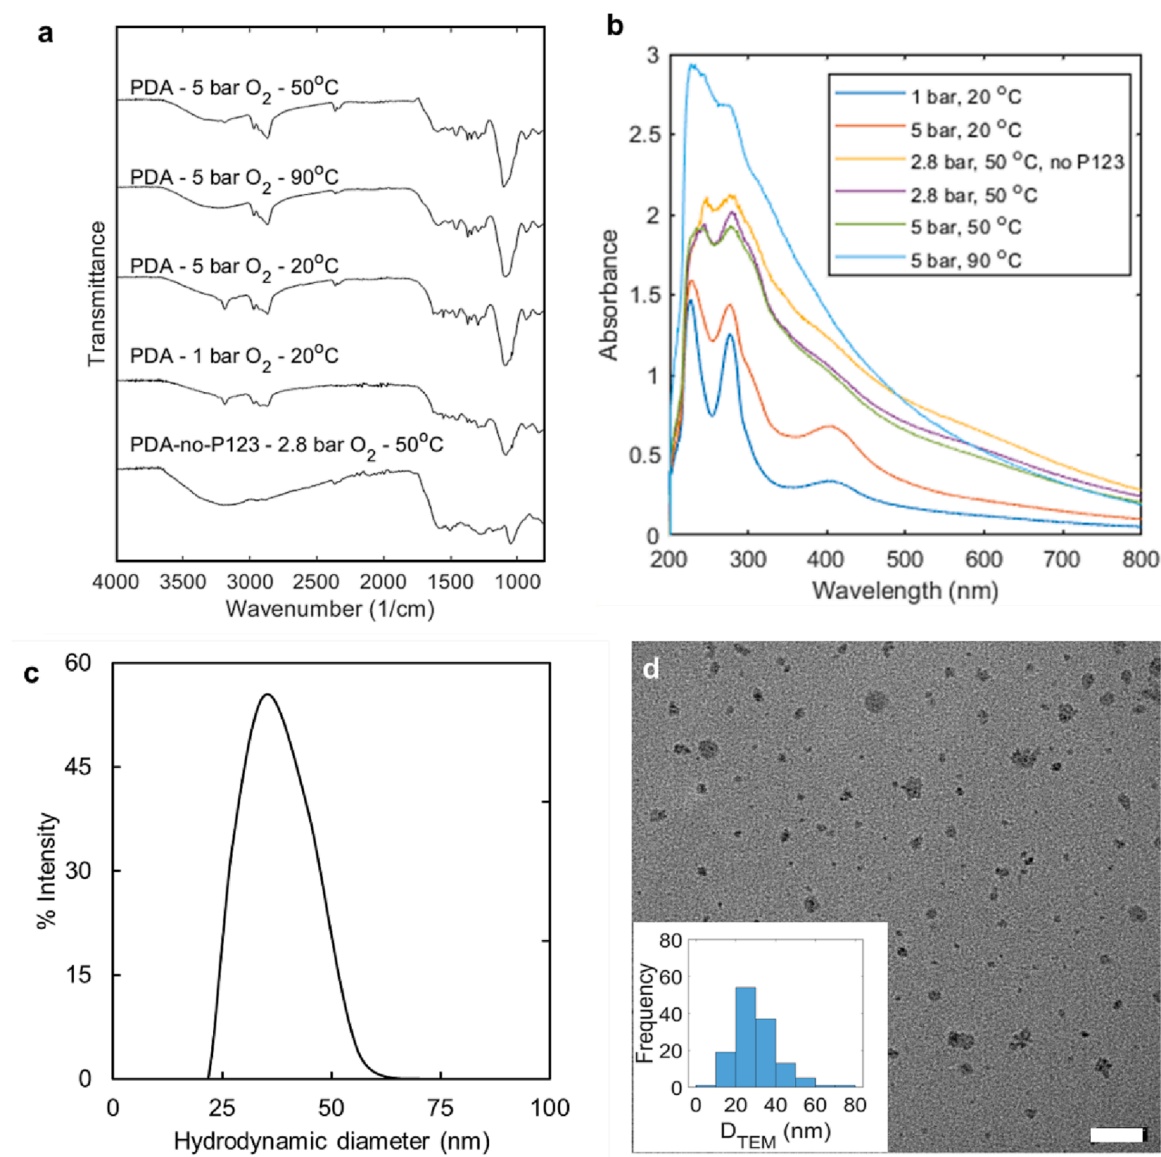 a
PDA - 5 bar O2 - 50°C
PDA - 5 bar O2 - 90°C
PDA - 5 bar O2 - 20°C
PDA - 1 bar O2 - 20°C
PDA-no-P123 - 2.8 bar O2 - 50°C
Transmittance
4000 3500 3000 2500 2000 1500 1000
Wavenumber (1/cm)
b
3
2.5
2
1.5
1
0.5
0
Absorbance
1 bar, 20 °C
5 bar, 20 °C
2.8 bar, 50 °C, no P123
2.8 bar, 50 °C
5 bar, 50 °C
5 bar, 90 °C
200 300 400 500 600 700 800
Wavelength (nm)
c
60
45
30
15
0
% Intensity
0 25 50 75 100
Hydrodynamic diameter (nm)
d
80
60
40
20
0
Frequency
0 20 40 60 80
DTEM (nm)